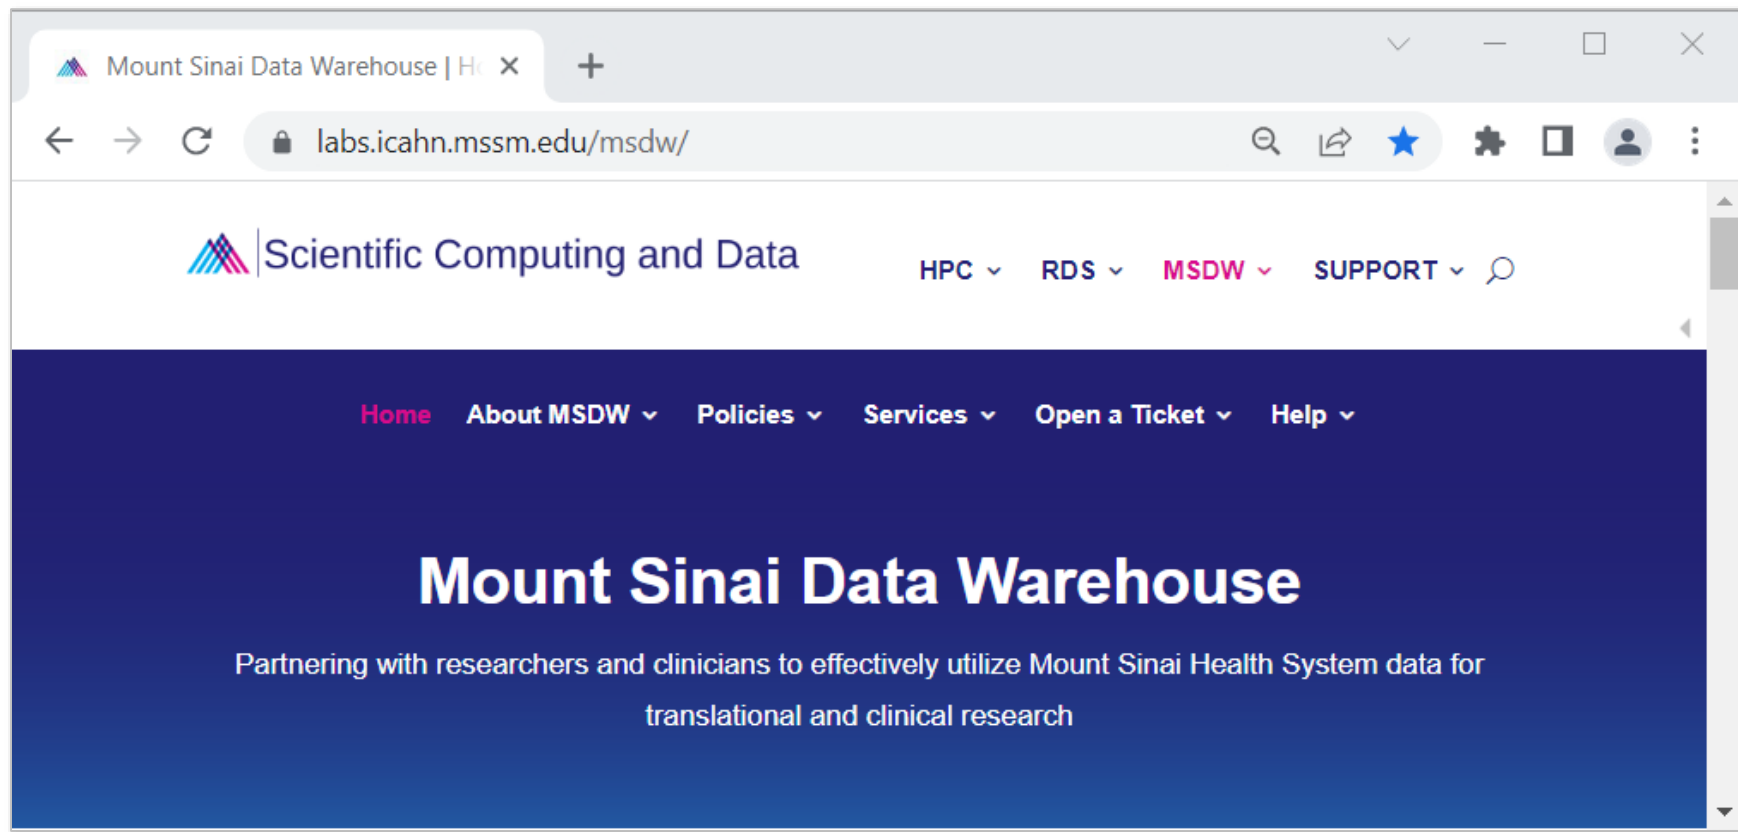 Mount Sinai Data Warehouse | H
labs.icahn.mssm.edu/msdw/
Scientific Computing and Data
HPC RDS MSDW SUPPORT
Home About MSDW Policies Services Open a Ticket Help
Mount Sinai Data Warehouse
Partnering with researchers and clinicians to effectively utilize Mount Sinai Health System data for
translational and clinical research